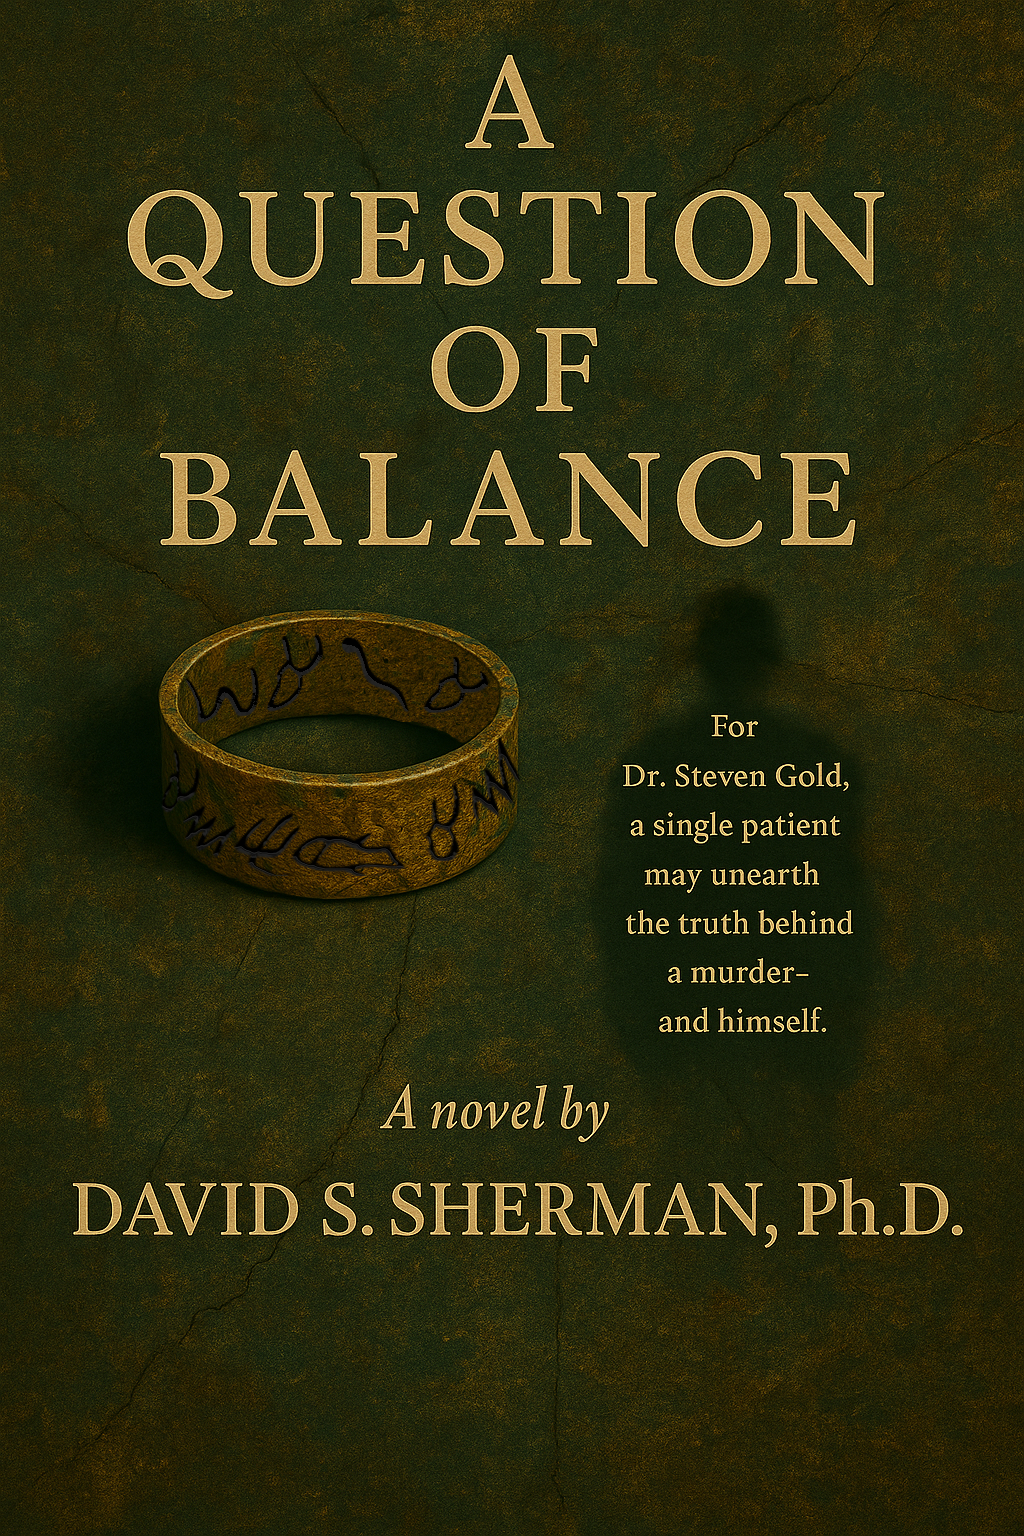 A
QUESTION
OF
BALANCE
For
Dr. Steven Gold,
a single patient
may unearth
the truth behind
a murder–
and himself.
A novel by
DAVID S. SHERMAN, Ph.D.